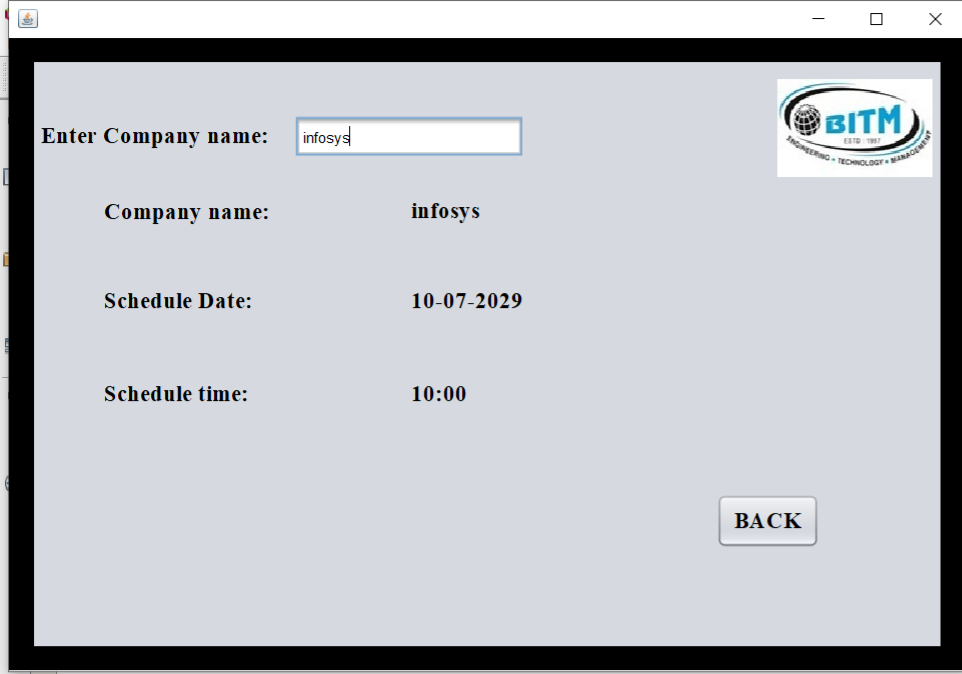 BITM
ESTD : 1997
ENGINEERING • TECHNOLOGY • MANAGEMENT
Enter Company name: infosys
Company name: infosys
Schedule Date: 10-07-2029
Schedule time: 10:00
BACK